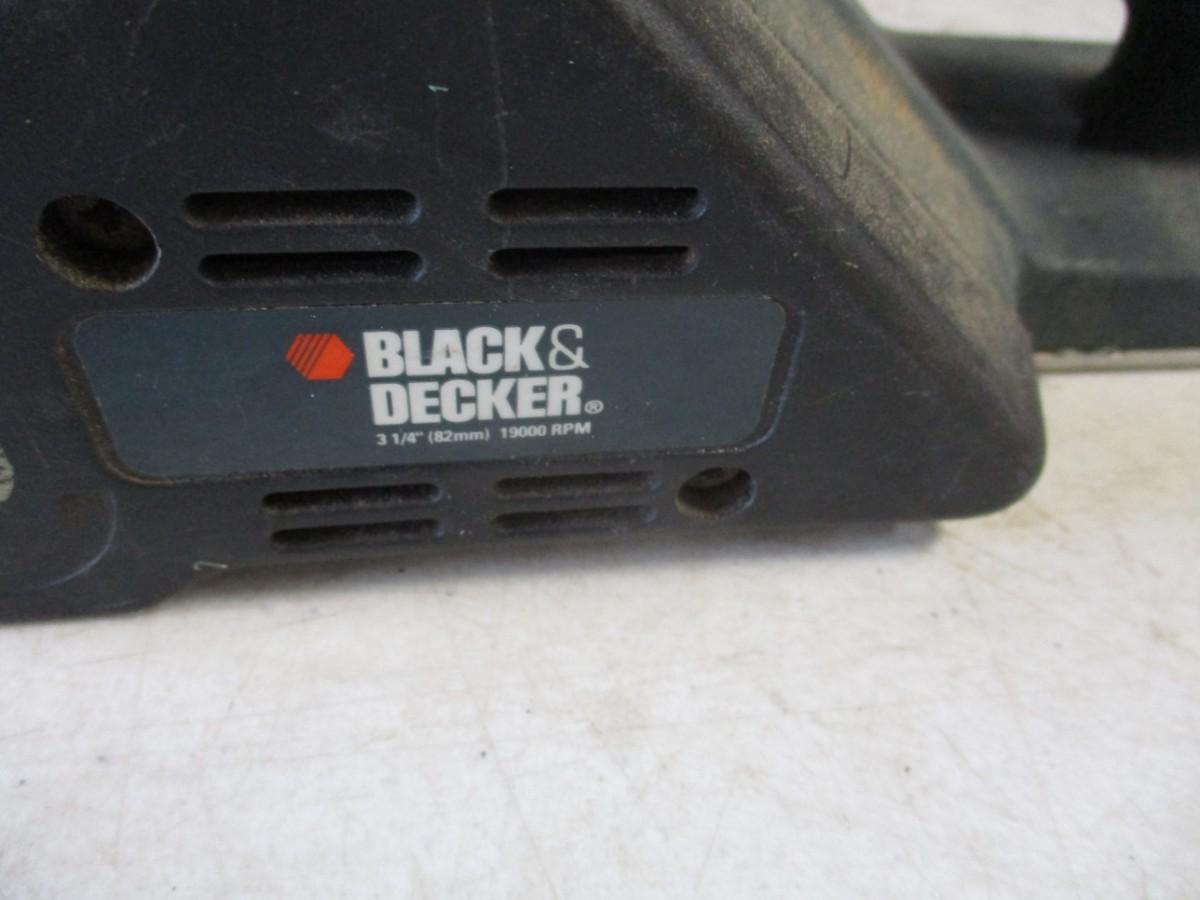 BLACK&
DECKER®
3 1/4" (82mm) 19000 RPM